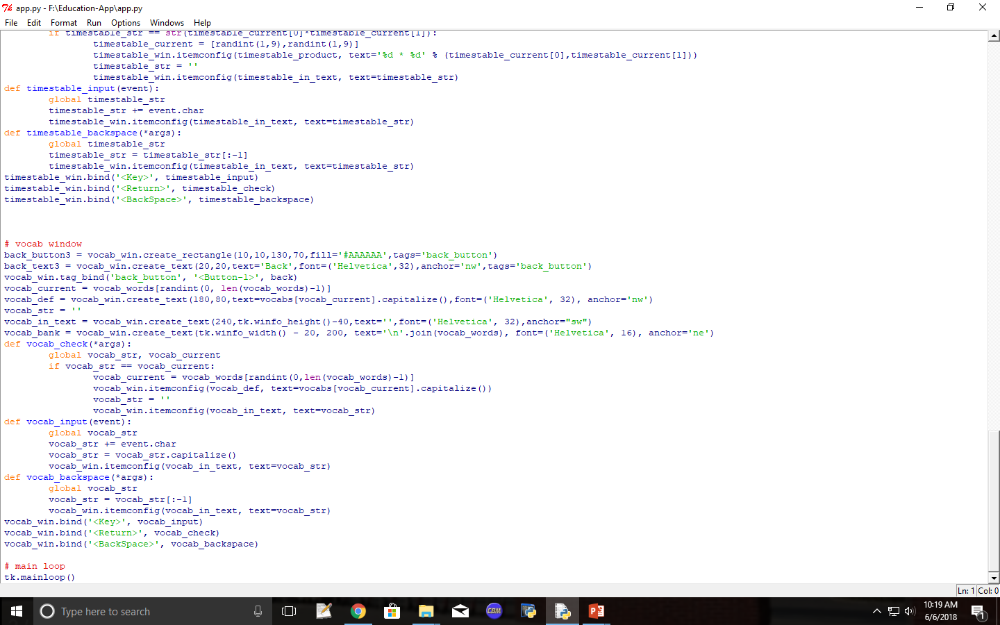 app.py - F:\Education-App\app.py
File Edit Format Run Options Windows Help
if timestable_str == str(timestable_current[0]*timestable_current[1]):
timestable_current = [randint(1,9),randint(1,9)]
timestable_win.itemconfig(timestable_product, text='%d * %d' % (timestable_current[0],timestable_current[1]))
timestable_str = ''
timestable_win.itemconfig(timestable_in_text, text=timestable_str)
def timestable_input(event):
global timestable_str
timestable_str += event.char
timestable_win.itemconfig(timestable_in_text, text=timestable_str)
def timestable_backspace(*args):
global timestable_str
timestable_str = timestable_str[:-1]
timestable_win.itemconfig(timestable_in_text, text=timestable_str)
timestable_win.bind('<Key>', timestable_input)
timestable_win.bind('<Return>', timestable_check)
timestable_win.bind('<BackSpace>', timestable_backspace)
# vocab window
back_button3 = vocab_win.create_rectangle(10,10,130,70,fill='#AAAAAA',tags='back_button')
back_text3 = vocab_win.create_text(20,20,text='Back',font=('Helvetica',32),anchor='nw',tags='back_button')
vocab_win.tag_bind('back_button', '<Button-1>', back)
vocab_current = vocab_words[randint(0, len(vocab_words)-1)]
vocab_def = vocab_win.create_text(180,80,text=vocabs[vocab_current].capitalize(),font=('Helvetica', 32), anchor='nw')
vocab_str = ''
vocab_in_text = vocab_win.create_text(240,tk.winfo_height()-40,text='',font=('Helvetica', 32),anchor="sw")
vocab_bank = vocab_win.create_text(tk.winfo_width() - 20, 200, text='\n'.join(vocab_words), font=('Helvetica', 16), anchor='ne')
def vocab_check(*args):
global vocab_str, vocab_current
if vocab_str == vocab_current:
vocab_current = vocab_words[randint(0,len(vocab_words)-1)]
vocab_win.itemconfig(vocab_def, text=vocabs[vocab_current].capitalize())
vocab_str = ''
vocab_win.itemconfig(vocab_in_text, text=vocab_str)
def vocab_input(event):
global vocab_str
vocab_str += event.char
vocab_str = vocab_str.capitalize()
vocab_win.itemconfig(vocab_in_text, text=vocab_str)
def vocab_backspace(*args):
global vocab_str
vocab_str = vocab_str[:-1]
vocab_win.itemconfig(vocab_in_text, text=vocab_str)
vocab_win.bind('<Key>', vocab_input)
vocab_win.bind('<Return>', vocab_check)
vocab_win.bind('<BackSpace>', vocab_backspace)
# main loop
tk.mainloop()
Ln: 1 Col: 0
Type here to search
CBM
10:19 AM
6/6/2018
1